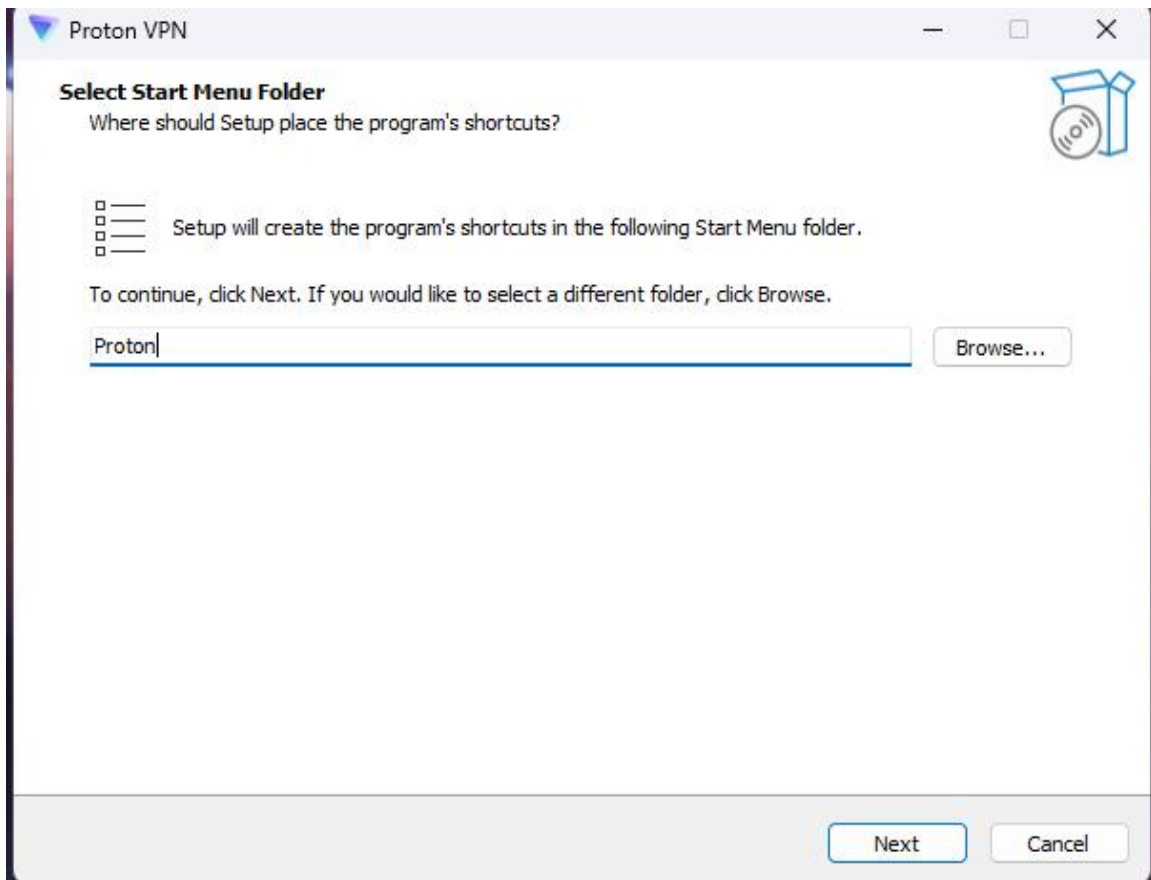 Proton VPN
Select Start Menu Folder
Where should Setup place the program's shortcuts?
Setup will create the program's shortcuts in the following Start Menu folder.
To continue, click Next. If you would like to select a different folder, click Browse.
Proton
Browse...
Next
Cancel